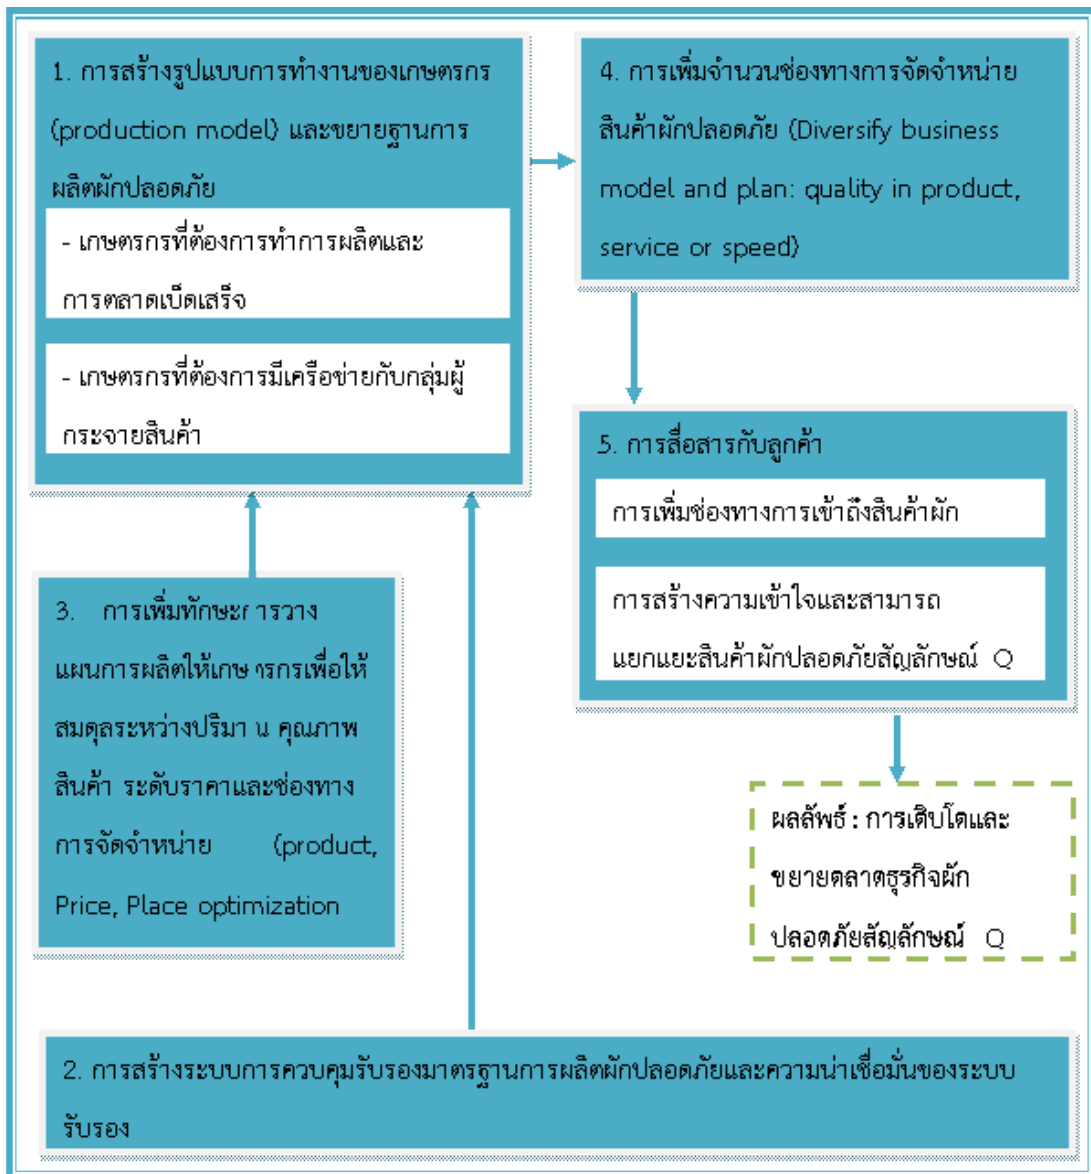 1. การสร้างรูปแบบการทำงานของเกษตรกร
(production model) และขยายฐานการ
ผลิตผักปลอดภัย
- เกษตรกรที่ต้องการทำการผลิตและ
การตลาดเบ็ดเสร็จ
- เกษตรกรที่ต้องการมีเครือข่ายกับกลุ่มผู้
กระจายสินค้า
4. การเพิ่มจำนวนช่องทางการจัดจำหน่าย
สินค้าผักปลอดภัย (Diversify business
model and plan: quality in product,
service or speed)
5. การสื่อสารกับลูกค้า
การเพิ่มช่องทางการเข้าถึงสินค้าผัก
การสร้างความเข้าใจและสามารถ
แยกแยะสินค้าผักปลอดภัยสัญลักษณ์ Q
3. การเพิ่มทักษะการวาง
แผนการผลิตให้เกษตรกรเพื่อให้
สมดุลระหว่างปริมาณ คุณภาพ
สินค้า ระดับราคาและช่องทาง
การจัดจำหน่าย (product,
Price, Place optimization
ผลลัพธ์ : การเติบโตและ
ขยายตลาดธุรกิจผัก
ปลอดภัยสัญลักษณ์ Q
2. การสร้างระบบการควบคุมรับรองมาตรฐานการผลิตผักปลอดภัยและความน่าเชื่อมั่นของระบบ
รับรอง